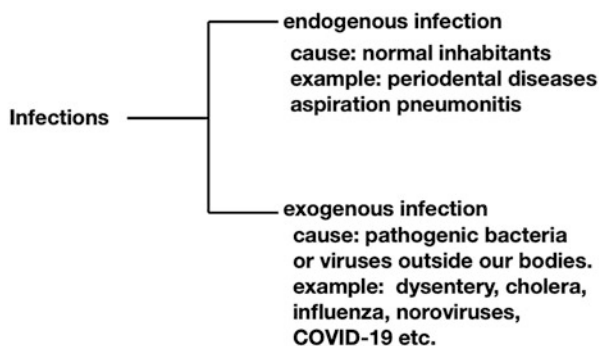 endogenous infection
cause: normal inhabitants
example: periodental diseases
aspiration pneumonitis
Infections
exogenous infection
cause: pathogenic bacteria
or viruses outside our bodies.
example: dysentery, cholera,
influenza, noroviruses,
COVID-19 etc.